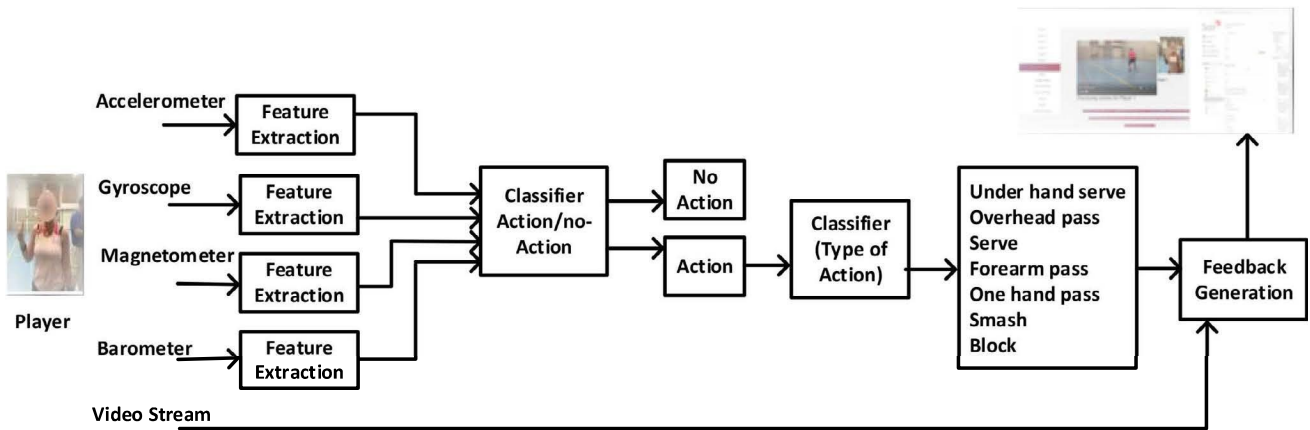 Accelerometer
Feature
Extraction
Gyroscope
Feature
Extraction
Magnetometer
Feature
Extraction
Barometer
Feature
Extraction
Player
Video Stream
Classifier
Action/no-
Action
No
Action
Action
Classifier
(Type of
Action)
Under hand serve
Overhead pass
Serve
Forearm pass
One hand pass
Smash
Block
Feedback
Generation